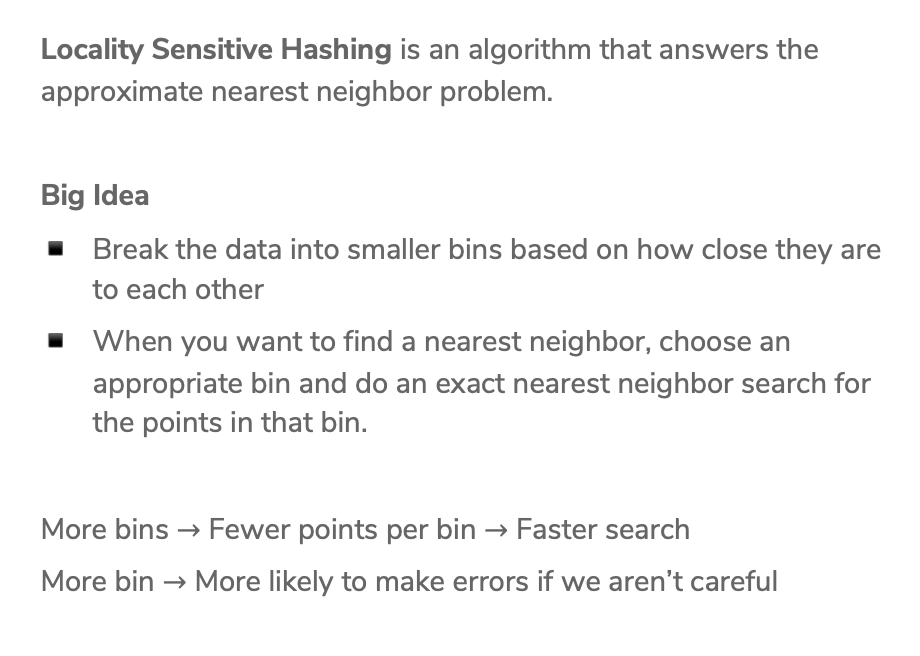 Locality Sensitive Hashing is an algorithm that answers the
approximate nearest neighbor problem.
Big Idea
▪ Break the data into smaller bins based on how close they are
to each other
▪ When you want to find a nearest neighbor, choose an
appropriate bin and do an exact nearest neighbor search for
the points in that bin.
More bins → Fewer points per bin → Faster search
More bin → More likely to make errors if we aren’t careful